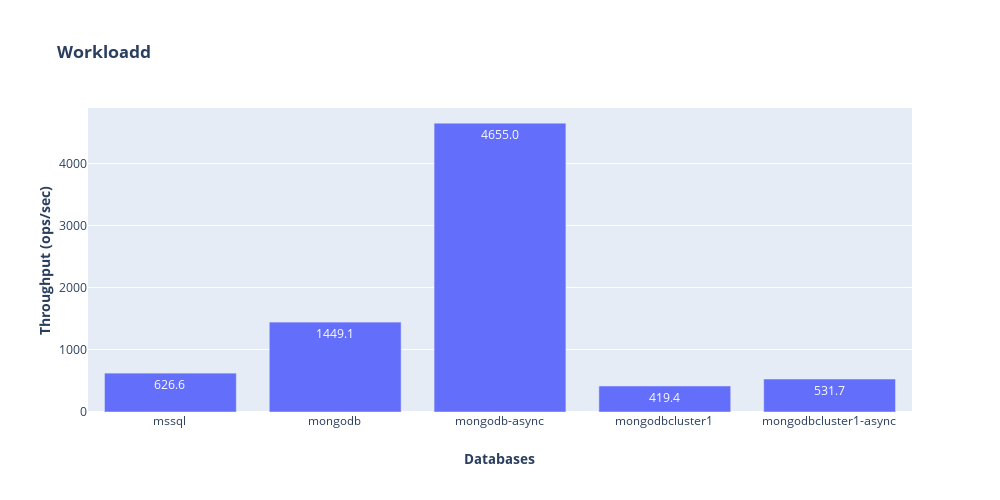 Workloadd
Throughput (ops/sec)
4000
3000
2000
1000
0
626.6
1449.1
4655.0
419.4
531.7
mssql
mongodb
mongodb-async
mongodbcluster1
mongodbcluster1-async
Databases